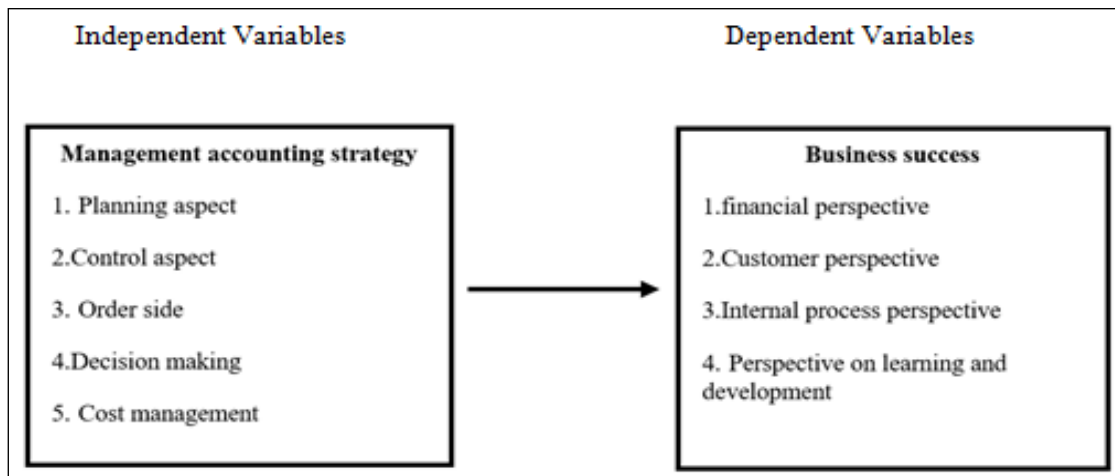 Independent Variables
Dependent Variables
Management accounting strategy
1. Planning aspect
2.Control aspect
3. Order side
4.Decision making
5. Cost management
Business success
1.financial perspective
2.Customer perspective
3.Internal process perspective
4. Perspective on learning and
development